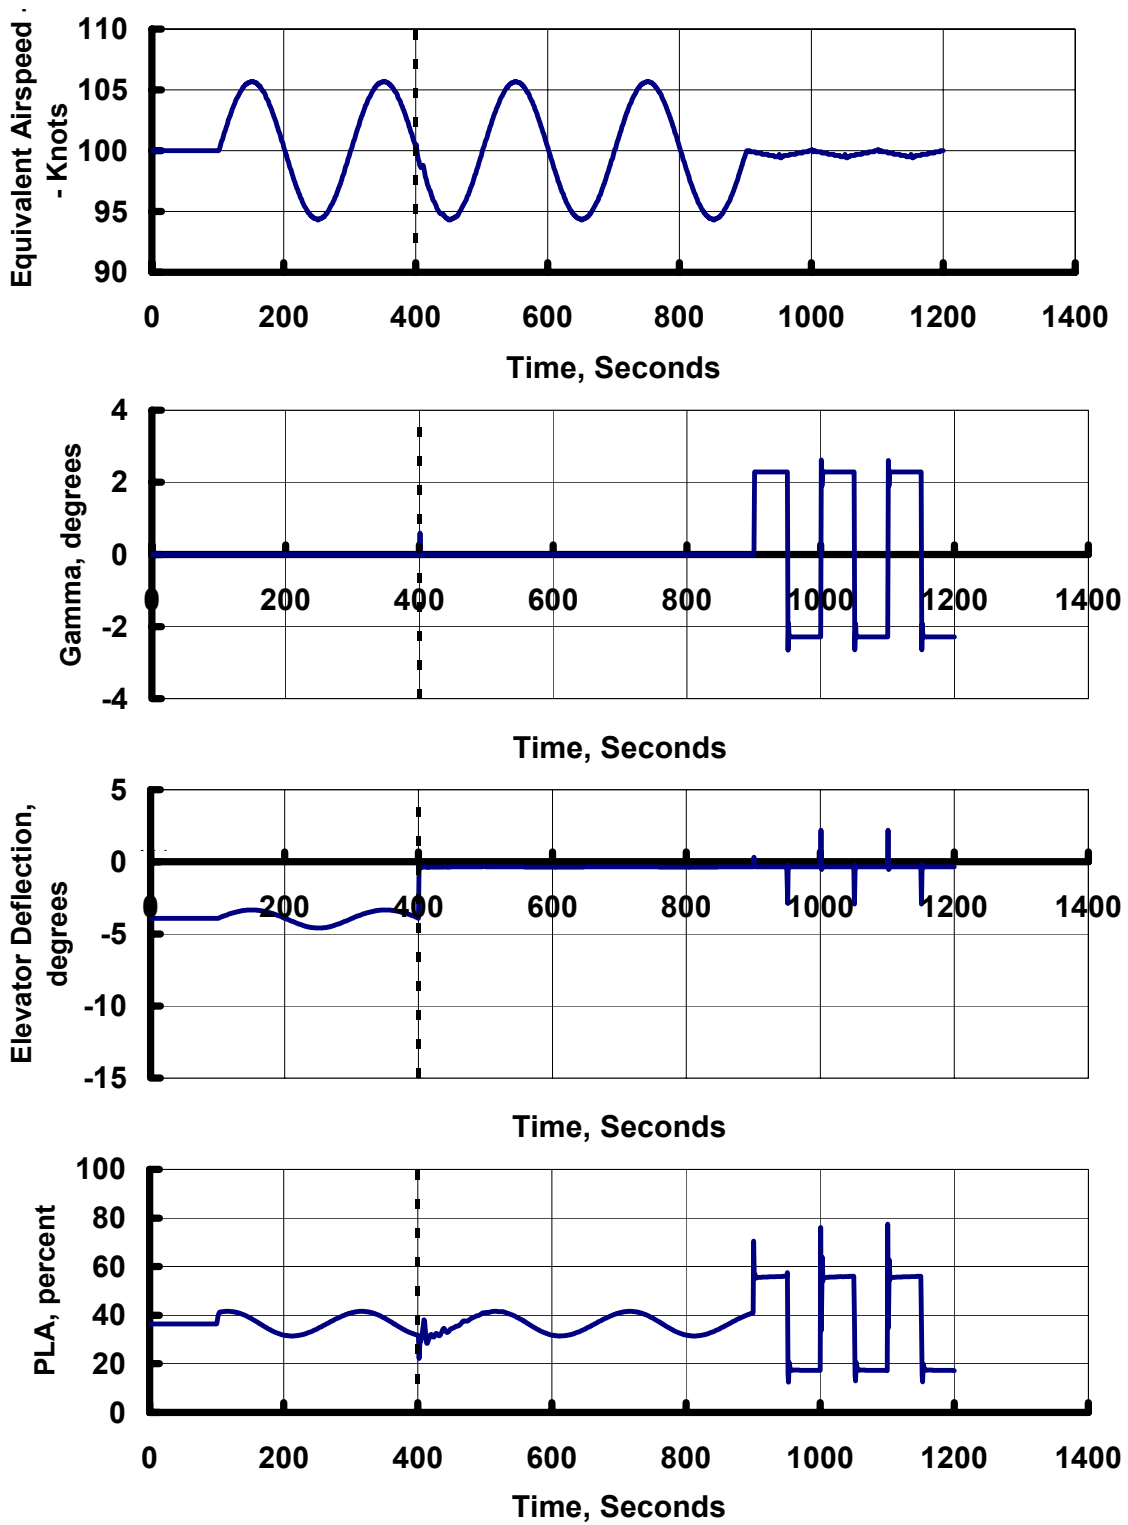 Equivalent Airspeed -
- Knots
110
105
100
95
90
0 200 400 600 800 1000 1200 1400
Time, Seconds
Gamma, degrees
4
2
0
-2
-4
0 200 400 600 800 1000 1200 1400
Time, Seconds
Elevator Deflection,
degrees
5
0
-5
-10
-15
0 200 400 600 800 1000 1200 1400
Time, Seconds
PLA, percent
100
80
60
40
20
0
0 200 400 600 800 1000 1200 1400
Time, Seconds